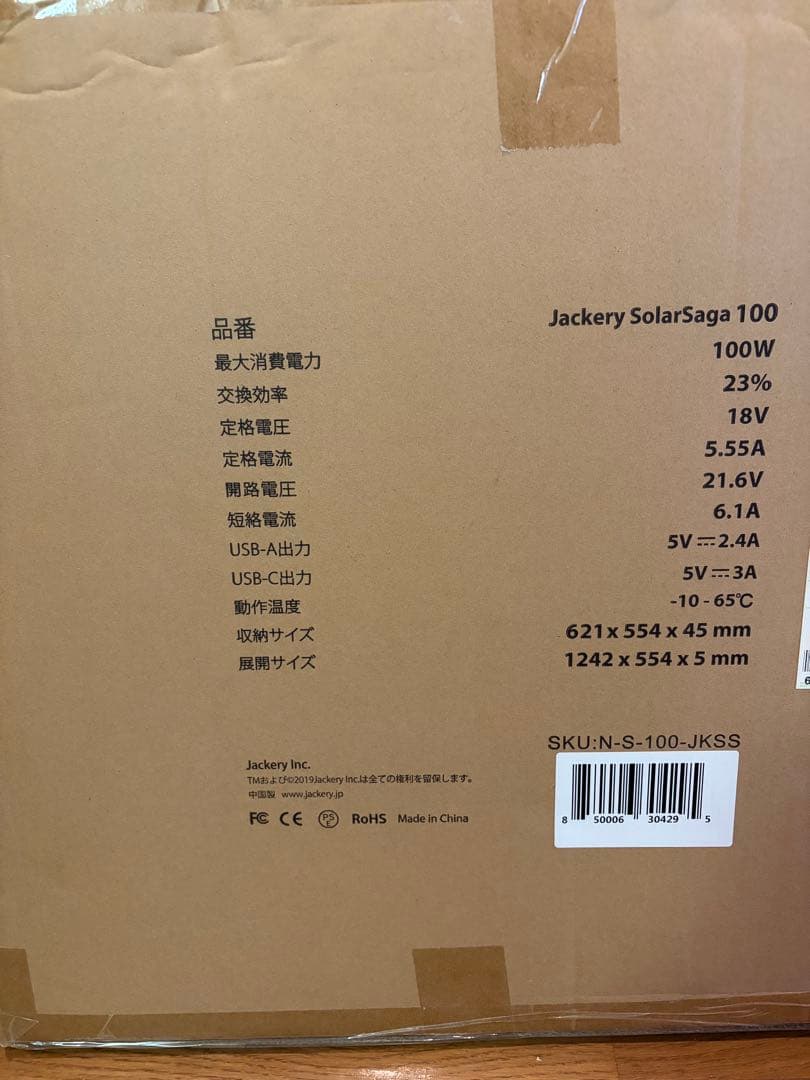 品番 Jackery SolarSaga 100
最大消費電力 100W
交換効率 23%
定格電圧 18V
定格電流 5.55A
開路電圧 21.6V
短絡電流 6.1A
USB-A出力 5V⎓2.4A
USB-C出力 5V⎓3A
動作温度 -10 - 65℃
収納サイズ 621 x 554 x 45 mm
展開サイズ 1242 x 554 x 5 mm
SKU:N-S-100-JKSS
8 50006 30429 5
Jackery Inc.
TMおよび©2019Jackery Inc.は全ての権利を留保します。
中国製 www.jackery.jp
FC CE PSE RoHS Made in China
6